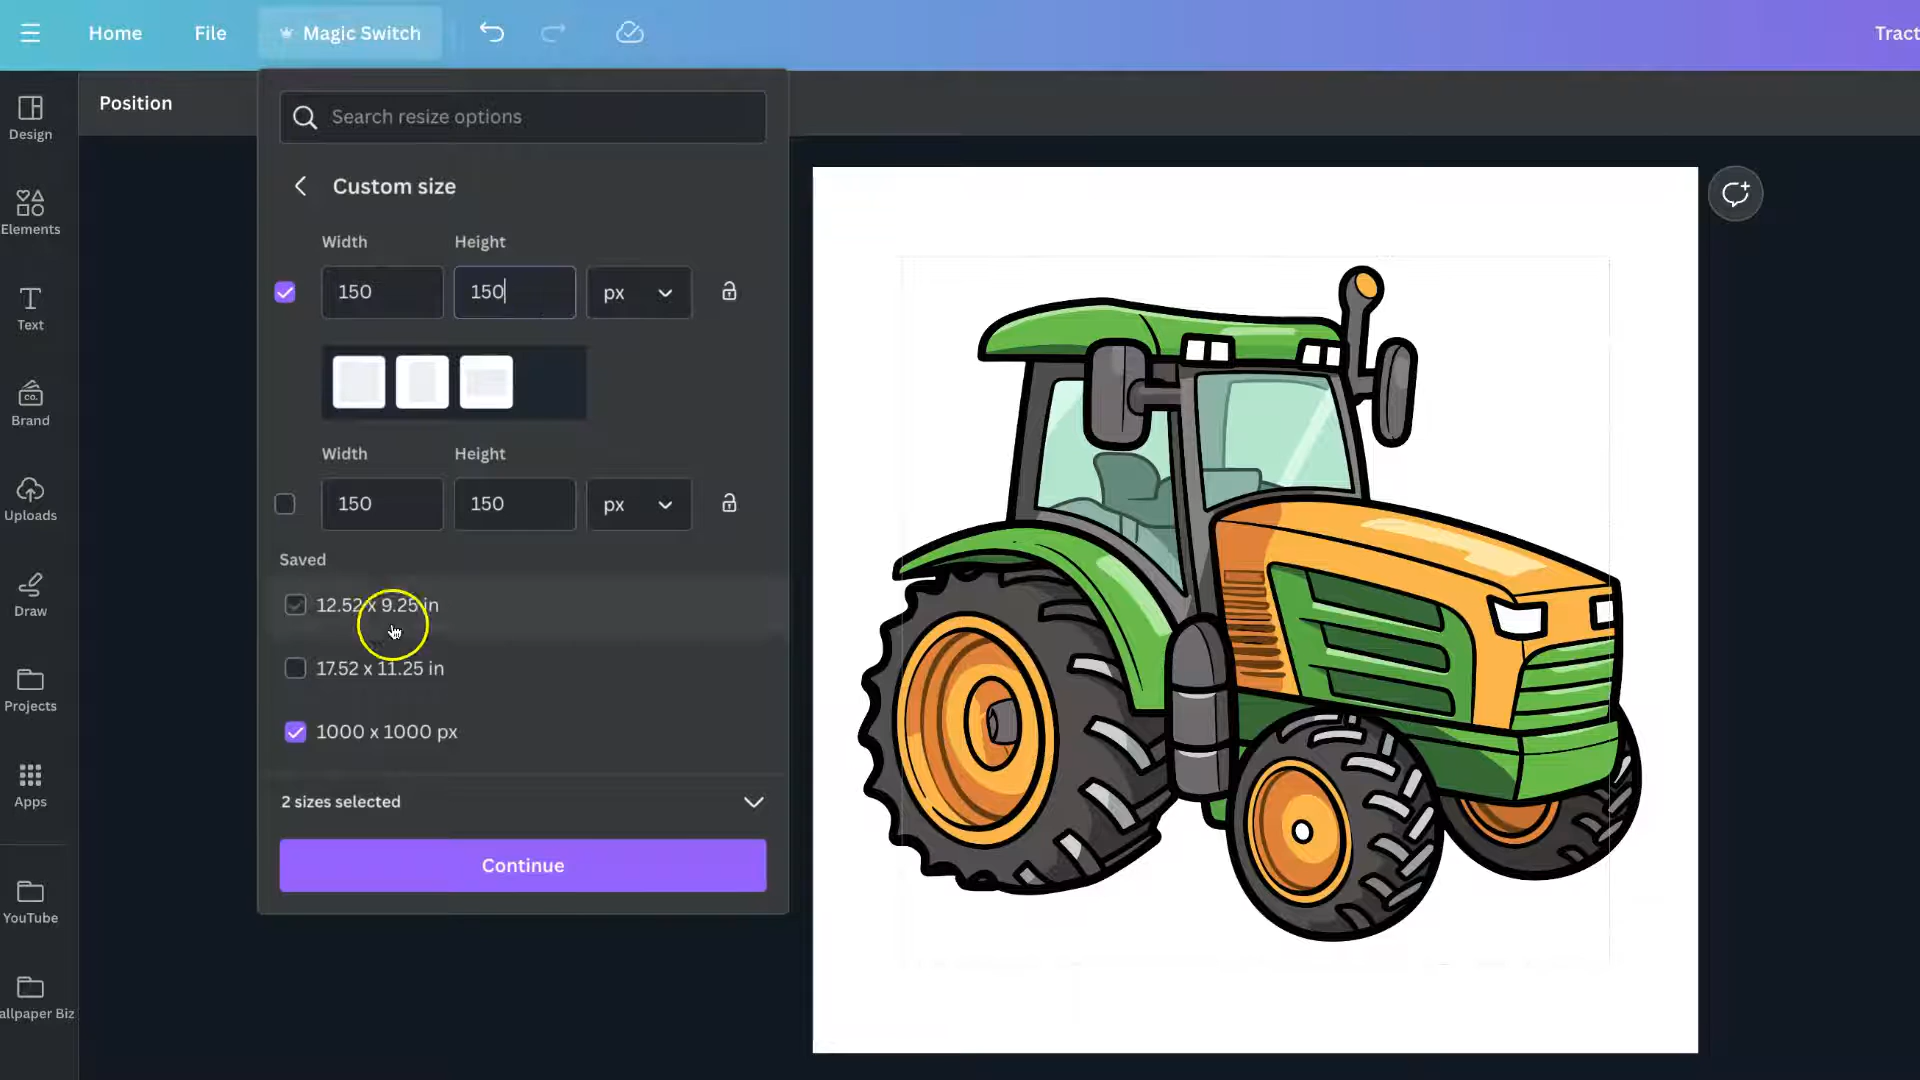 Home File Magic Switch
Tract
Position
Search resize options
Custom size
Width Height
150 150 px
Width Height
150 150 px
Saved
12.52 x 9.25 in
17.52 x 11.25 in
1000 x 1000 px
2 sizes selected
Continue
Design
Elements
Text
co.
Brand
Uploads
Draw
Projects
Apps
YouTube
allpaper Biz